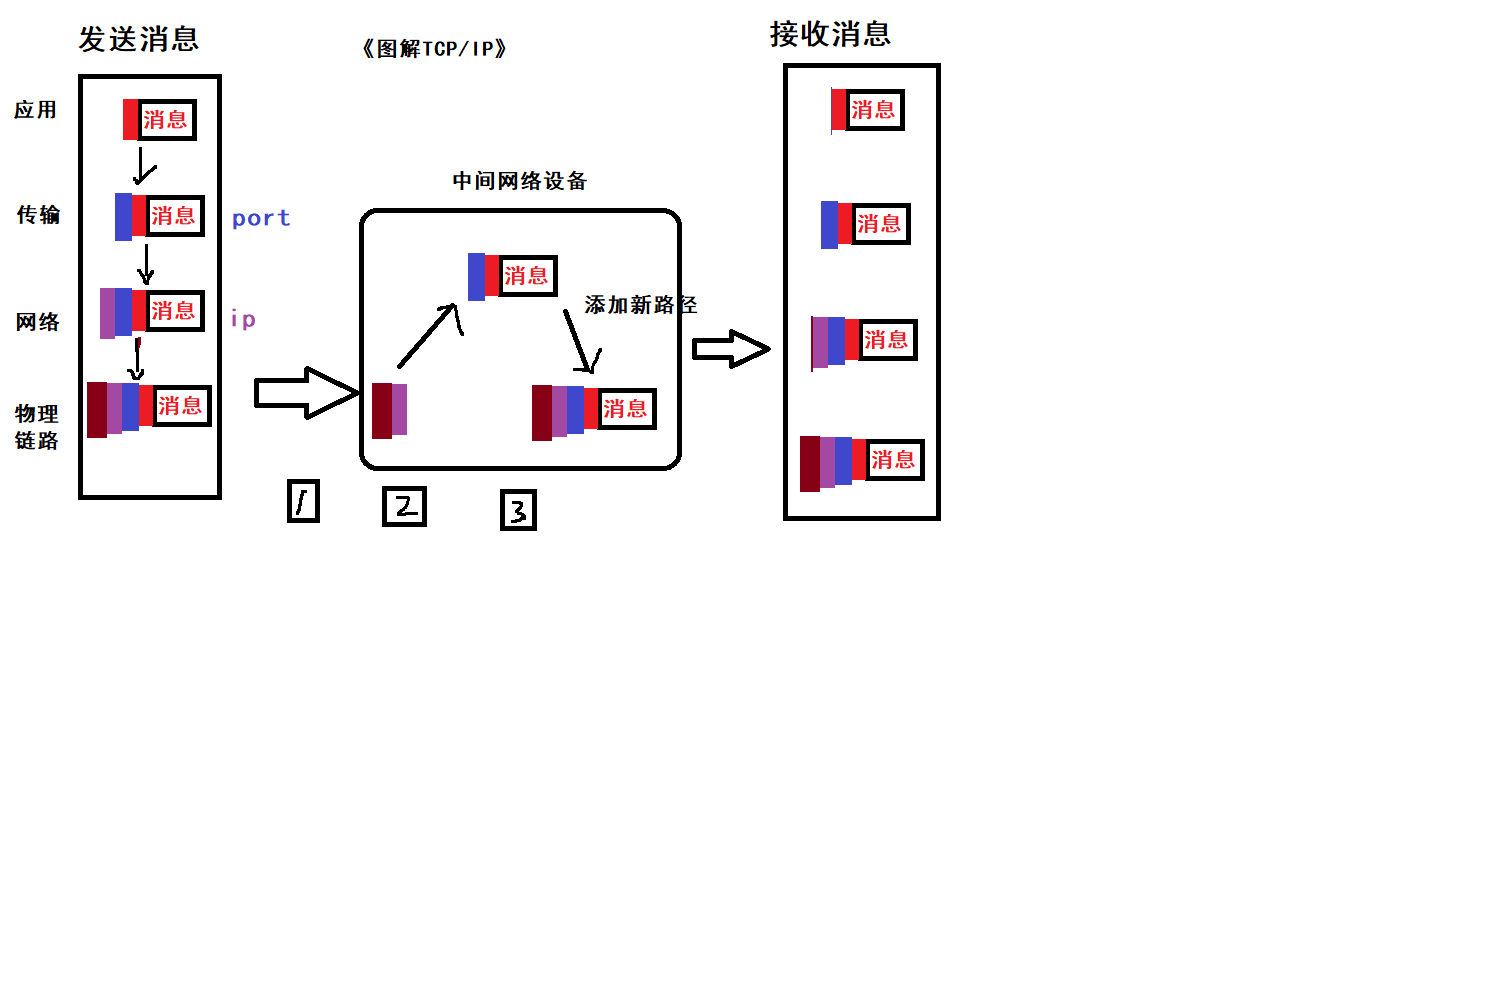 发送消息
《图解TCP/IP》
接收消息
应用
消息
消息
传输
消息
port
中间网络设备
消息
消息
添加新路径
网络
消息
ip
消息
物理
链路
消息
消息
消息
1
2
3